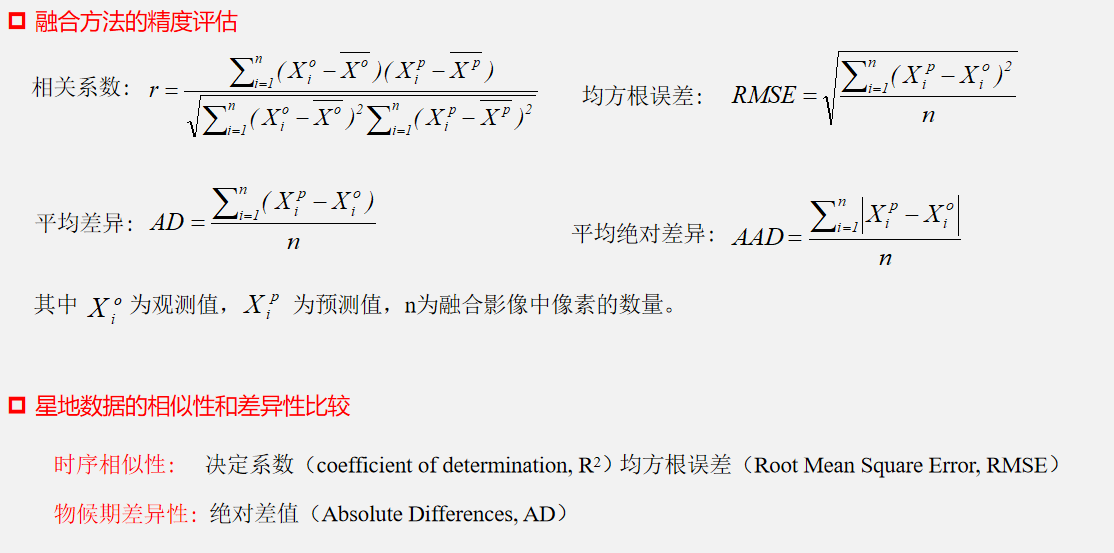 融合方法的精度评估
相关系数: r = \frac{\sum_{i=1}^{n}(X_i^o - \overline{X^o})(X_i^p - \overline{X^p})}{\sqrt{\sum_{i=1}^{n}(X_i^o - \overline{X^o})^2 \sum_{i=1}^{n}(X_i^p - \overline{X^p})^2}}
均方根误差: RMSE = \sqrt{\frac{\sum_{i=1}^{n}(X_i^p - X_i^o)^2}{n}}
平均差异: AD = \frac{\sum_{i=1}^{n}(X_i^p - X_i^o)}{n}
平均绝对差异: AAD = \frac{\sum_{i=1}^{n}|X_i^p - X_i^o|}{n}
其中 X_i^o 为观测值，X_i^p 为预测值，n为融合影像中像素的数量。
星地数据的相似性和差异性比较
时序相似性: 决定系数（coefficient of determination, R²）均方根误差（Root Mean Square Error, RMSE）
物候期差异性: 绝对差值（Absolute Differences, AD）